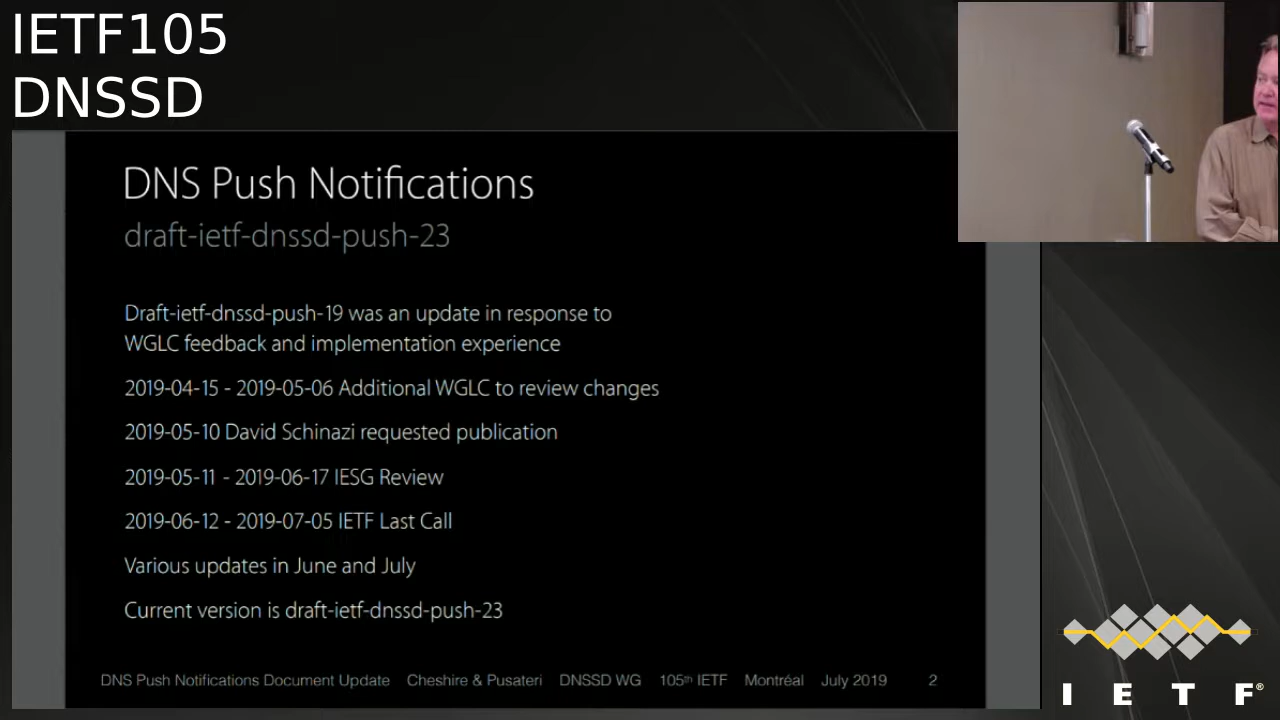 IETF105
DNSSD
DNS Push Notifications
draft-ietf-dnssd-push-23
Draft-ietf-dnssd-push-19 was an update in response to
WGLC feedback and implementation experience
2019-04-15 - 2019-05-06 Additional WGLC to review changes
2019-05-10 David Schinazi requested publication
2019-05-11 - 2019-06-17 IESG Review
2019-06-12 - 2019-07-05 IETF Last Call
Various updates in June and July
Current version is draft-ietf-dnssd-push-23
DNS Push Notifications Document Update Cheshire & Pusateri DNSSD WG 105th IETF Montréal July 2019 2
I E T F®